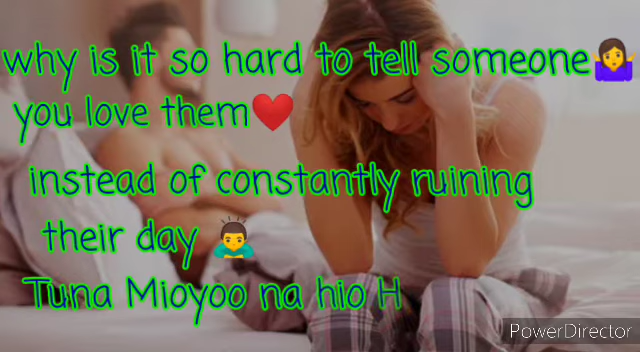 why is it so hard to tell someone🤷‍♀️
you love them❤️
instead of constantly ruining
their day 🙇‍♂️
Tuna Mioyoo na hio H
PowerDirector